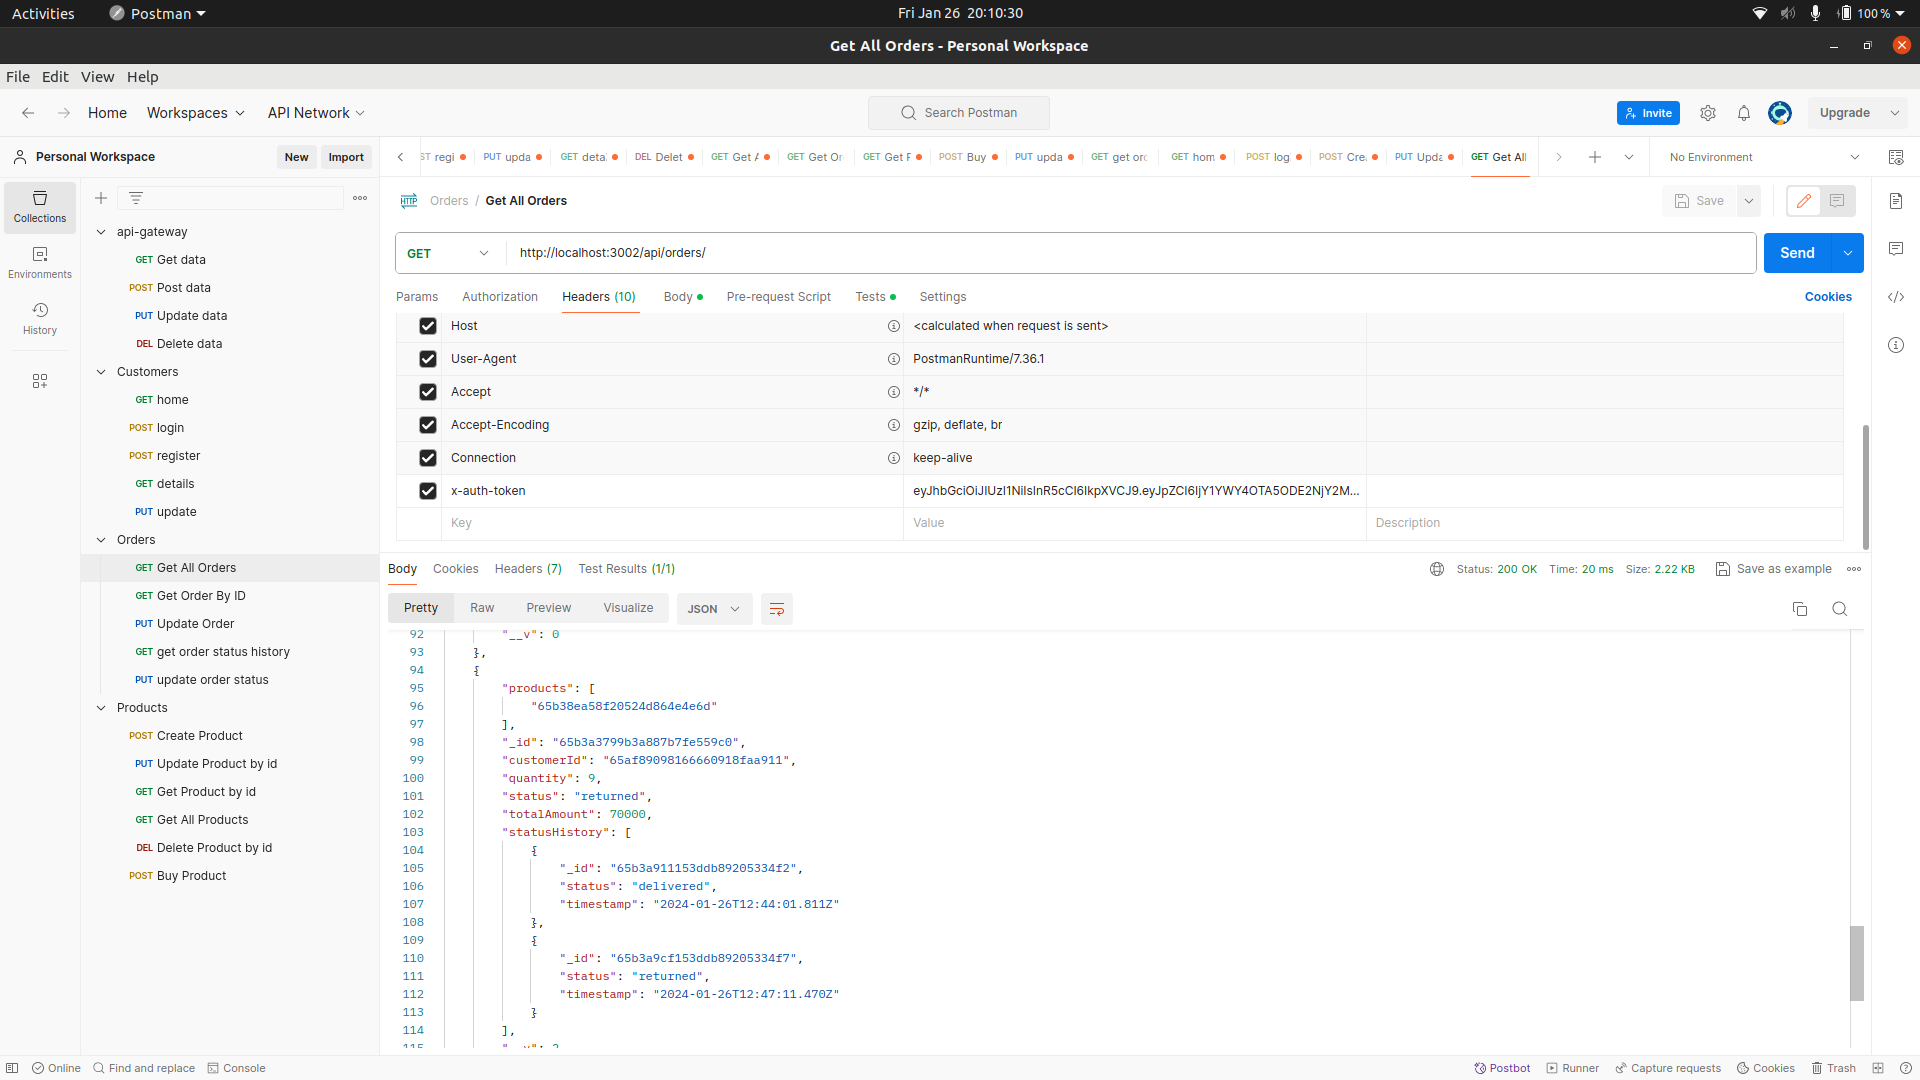 Activities Postman Fri Jan 26 20:10:30 100 %
Get All Orders - Personal Workspace
File Edit View Help
Home Workspaces API Network Search Postman Invite Upgrade
Personal Workspace New Import
ST regi PUT upda GET detai DEL Delet GET Get A GET Get Or GET Get F POST Buy PUT upda GET get orc GET hom POST log POST Cre PUT Upda GET Get All No Environment
Collections
Environments
History
api-gateway
GET Get data
POST Post data
PUT Update data
DEL Delete data
Customers
GET home
POST login
POST register
GET details
PUT update
Orders
GET Get All Orders
GET Get Order By ID
PUT Update Order
GET get order status history
PUT update order status
Products
POST Create Product
PUT Update Product by id
GET Get Product by id
GET Get All Products
DEL Delete Product by id
POST Buy Product
HTTP Orders / Get All Orders Save
GET http://localhost:3002/api/orders/ Send
Params Authorization Headers (10) Body Pre-request Script Tests Settings Cookies
Host <calculated when request is sent>
User-Agent PostmanRuntime/7.36.1
Accept */*
Accept-Encoding gzip, deflate, br
Connection keep-alive
x-auth-token
Key Value Description
Body Cookies Headers (7) Test Results (1/1) Status: 200 OK Time: 20 ms Size: 2.22 KB Save as example
Pretty Raw Preview Visualize JSON
92 "__v": 0
93 },
94 {
95 "products": [
96 "65b38ea58f20524d864e4e6d"
97 ],
98 "_id": "65b3a3799b3a887b7fe559c0",
99 "customerId": "65af89098166660918faa911",
100 "quantity": 9,
101 "status": "returned",
102 "totalAmount": 70000,
103 "statusHistory": [
104 {
105 "_id": "65b3a911153ddb89205334f2",
106 "status": "delivered",
107 "timestamp": "2024-01-26T12:44:01.811Z"
108 },
109 {
110 "_id": "65b3a9cf153ddb89205334f7",
111 "status": "returned",
112 "timestamp": "2024-01-26T12:47:11.470Z"
113 }
114 ],
115 "__v": 2
Online Find and replace Console Postbot Runner Capture requests Cookies Trash